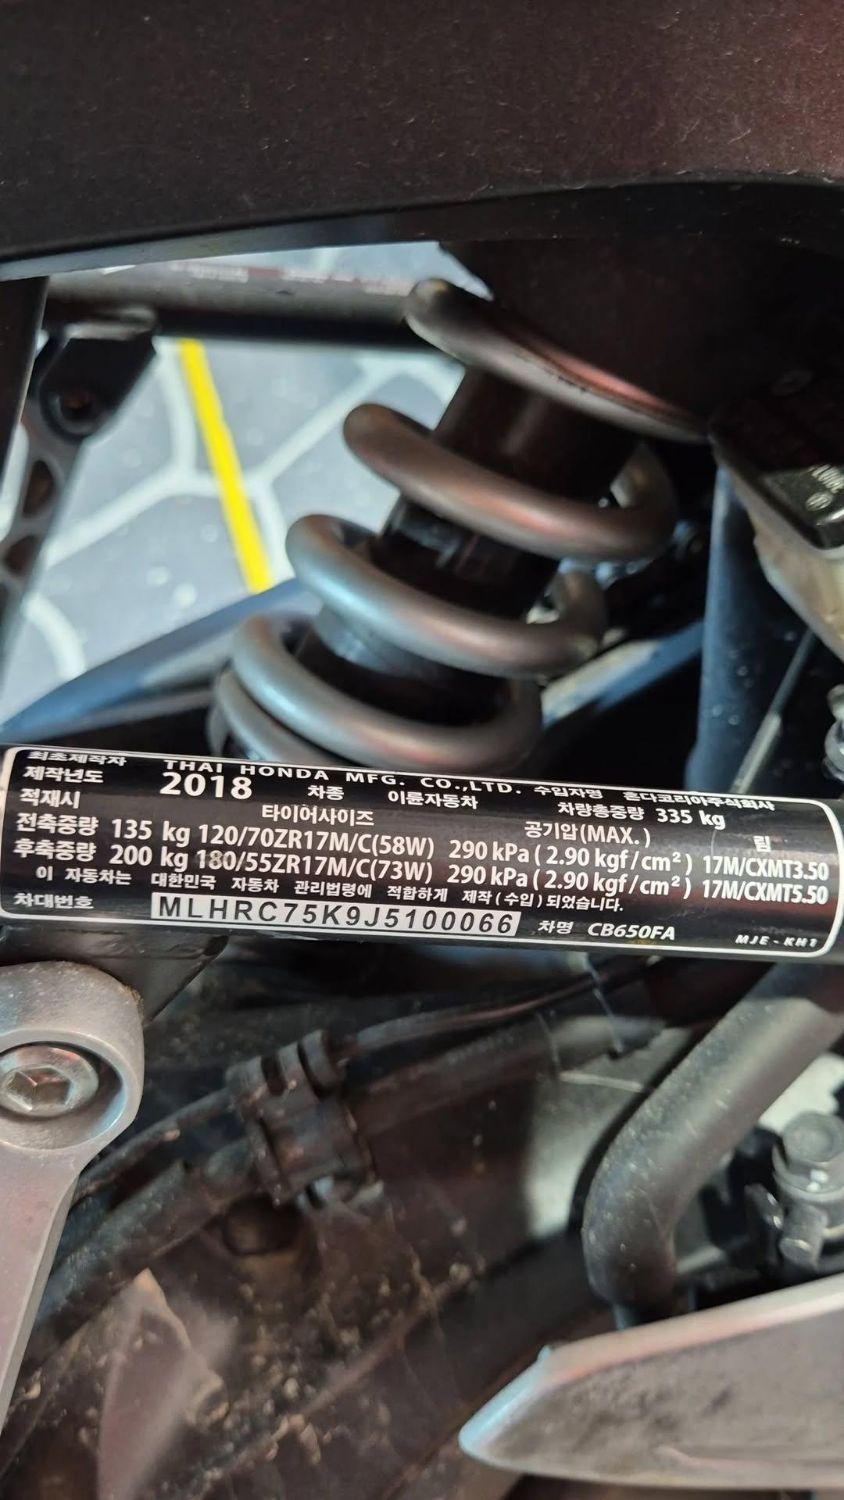 최초제작자 THAI HONDA MFG. CO.,LTD. 수입자명 혼다코리아주식회사
제작년도 2018 차종 이륜자동차 차량총중량 335 kg
적재시 타이어사이즈 공기압(MAX.) 림
전축중량 135 kg 120/70ZR17M/C(58W) 290 kPa ( 2.90 kgf/cm² ) 17M/CXMT3.50
후축중량 200 kg 180/55ZR17M/C(73W) 290 kPa ( 2.90 kgf/cm² ) 17M/CXMT5.50
이 자동차는 대한민국 자동차 관리법령에 적합하게 제작(수입)되었습니다.
차대번호 MLHRC75K9J5100066 차명 CB650FA MJE-KH1